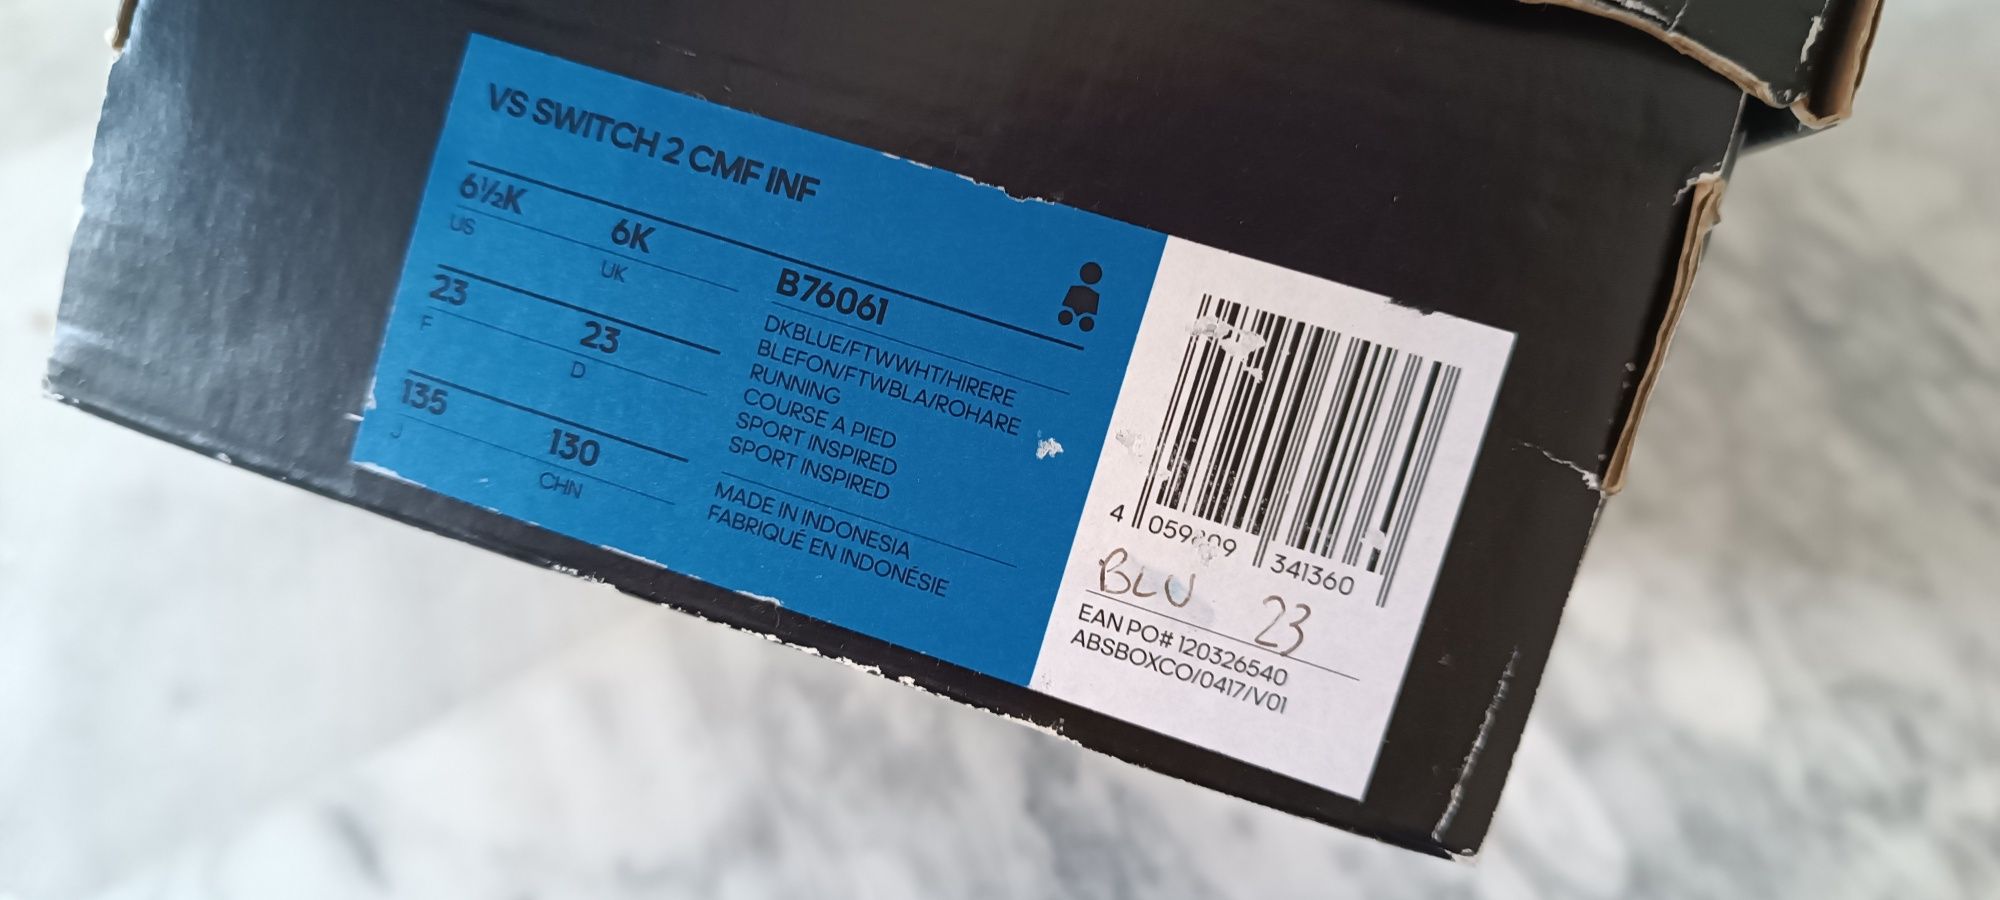 VS SWITCH 2 CMF INF
6½K
US
6K
UK
23
F
23
D
135
J
130
CHN
B76061
DKBLUE/FTWWHT/HIRERE
BLEFON/FTWBLA/ROHARE
RUNNING
COURSE A PIED
SPORT INSPIRED
SPORT INSPIRED
MADE IN INDONESIA
FABRIQUÉ EN INDONÉSIE
4
341360
BLU 23
EAN PO# 120326540
ABSBOXCO/0417/V01